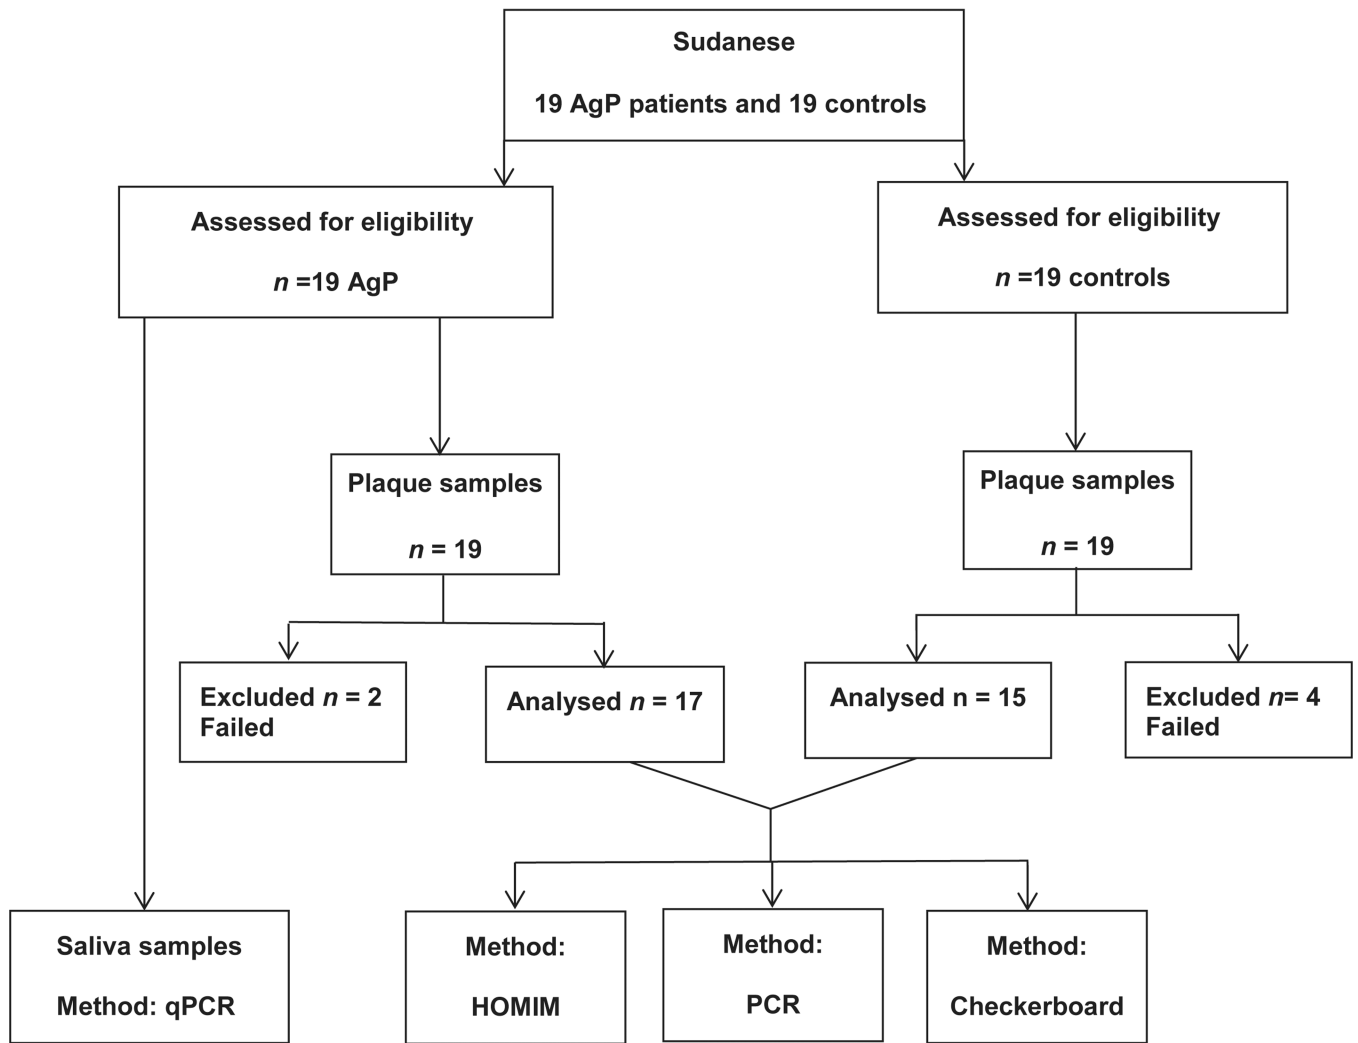 Sudanese
19 AgP patients and 19 controls
Assessed for eligibility
n =19 AgP
Assessed for eligibility
n =19 controls
Plaque samples
n = 19
Plaque samples
n = 19
Excluded n = 2
Failed
Analysed n = 17
Analysed n = 15
Excluded n= 4
Failed
Saliva samples
Method: qPCR
Method:
HOMIM
Method:
PCR
Method:
Checkerboard